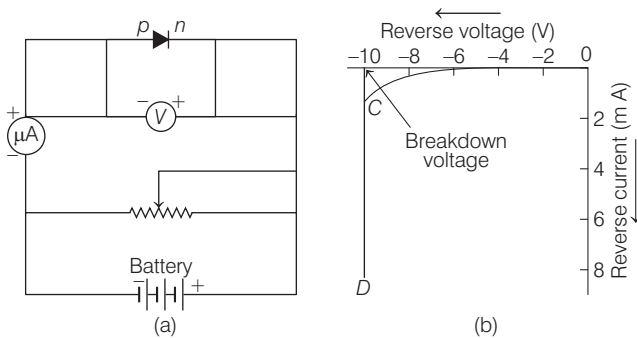 p n
− V +
+
μA
−
Battery
− +
(a)
Reverse voltage (V)
−10 −8 −6 −4 −2 0
C
Breakdown
voltage
2
4
6
8
Reverse current (m A)
D
(b)